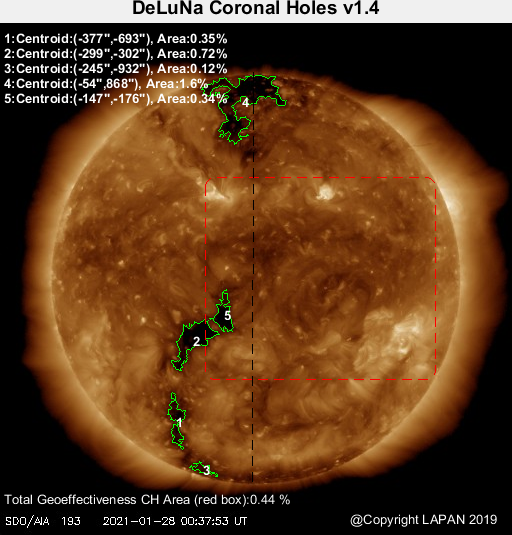 DeLuNa Coronal Holes v1.4
1:Centroid:(-377",-693"), Area:0.35%
2:Centroid:(-299",-302"), Area:0.72%
3:Centroid:(-245",-932"), Area:0.12%
4:Centroid:(-54",868"), Area:1.6%
5:Centroid:(-147",-176"), Area:0.34%
4
5
2
1
3
Total Geoeffectiveness CH Area (red box):0.44 %
SDO/AIA 193 2021-01-28 00:37:53 UT
@Copyright LAPAN 2019